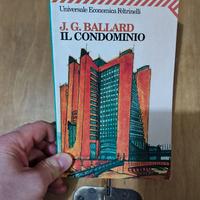 Universale Economica Feltrinelli
J. G. BALLARD
IL CONDOMINIO